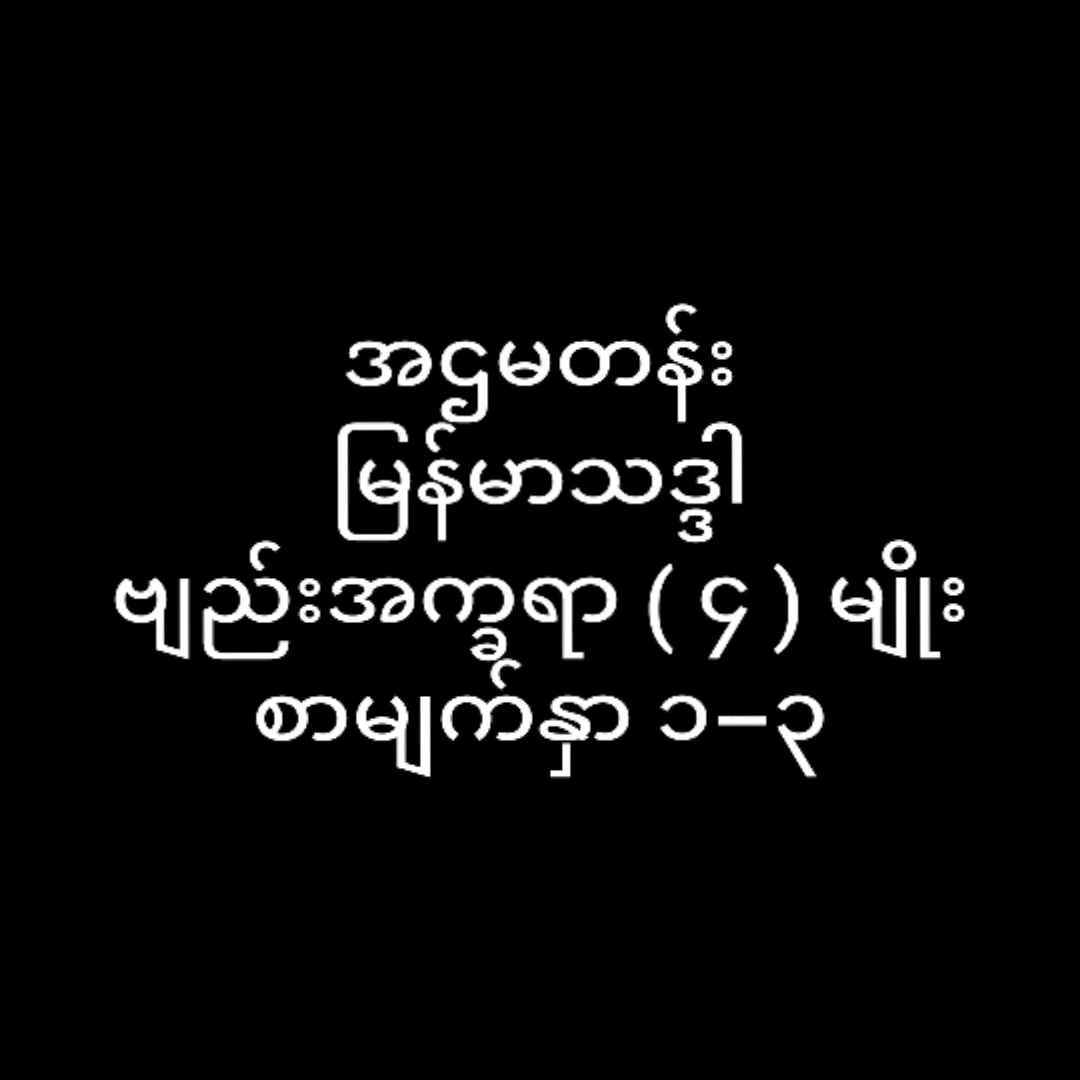 အဌမတန်း
မြန်မာသဒ္ဒါ
ဗျည်းအက္ခရာ ( ၄ ) မျိုး
စာမျက်နှာ ၁–၃